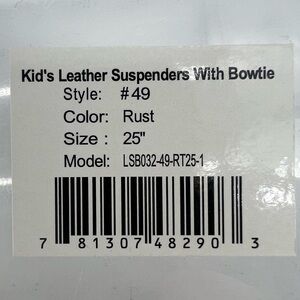 Kid's Leather Suspenders With Bowtie
Style: #49
Color: Rust
Size : 25"
Model: LSB032-49-RT25-1
7 81307 48290 3